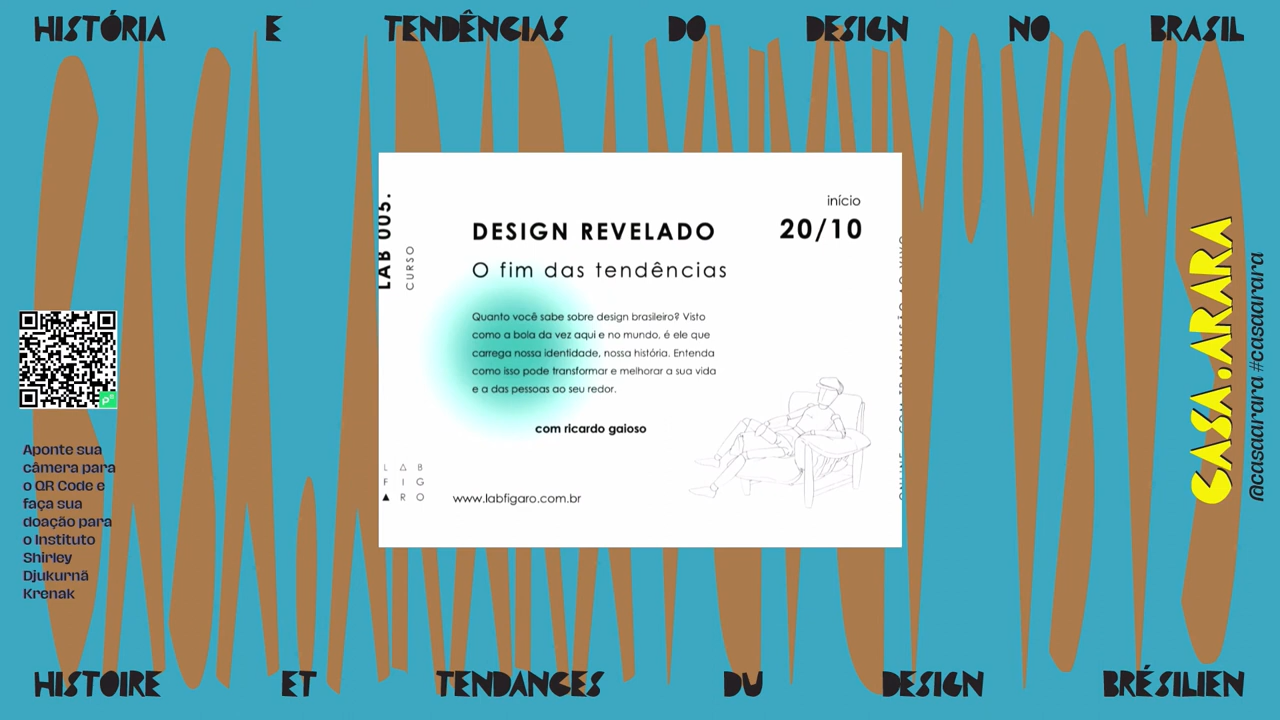 HISTÓRIA E TENDÊNCIAS DO DESIGN NO BRASIL
LAB 005.
CURSO
início
20/10
DESIGN REVELADO
O fim das tendências
Quanto você sabe sobre design brasileiro? Visto
como a bola da vez aqui e no mundo, é ele que
carrega nossa identidade, nossa história. Entenda
como isso pode transformar e melhorar a sua vida
e a das pessoas ao seu redor.
com ricardo gaioso
LAB
FIG
ARO
www.labfigaro.com.br
Aponte sua
câmera para
o QR Code e
faça sua
doação para
o Instituto
Shirley
Djukurnã
Krenak
CASA.ARARA
@casaarara #casaarara
HISTOIRE ET TENDANCES DU DESIGN BRÉSILIEN